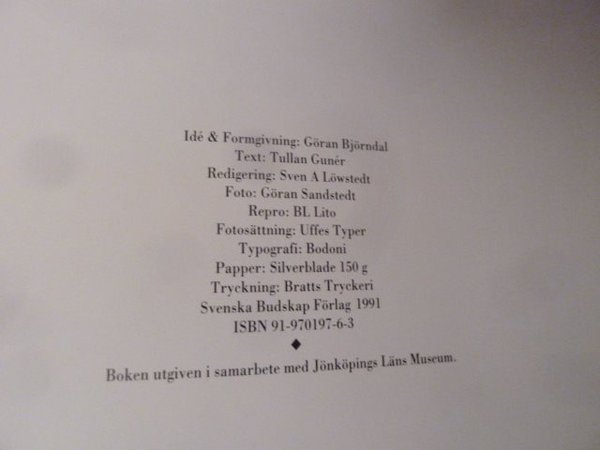 Idé & Formgivning: Göran Björndal
Text: Tullan Gunér
Redigering: Sven A Löwstedt
Foto: Göran Sandstedt
Repro: BL Lito
Fotosättning: Uffes Typer
Typografi: Bodoni
Papper: Silverblade 150 g
Tryckning: Bratts Tryckeri
Svenska Budskap Förlag 1991
ISBN 91-970197-6-3
Boken utgiven i samarbete med Jönköpings Läns Museum.